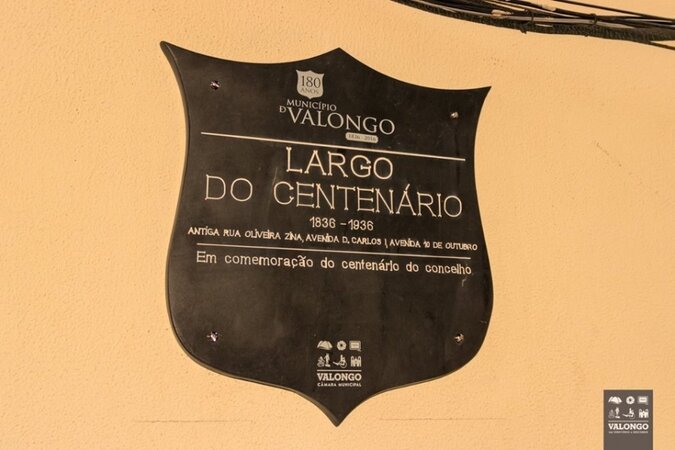 180
ANOS
MUNICÍPIO
D VALONGO
1836 - 2016
LARGO
DO CENTENÁRIO
1836 - 1936
ANTIGA RUA OLIVEIRA ZINA, AVENIDA D. CARLOS I, AVENIDA 10 DE OUTUBRO
Em comemoração do centenário do concelho
VALONGO
CÂMARA MUNICIPAL
VALONGO